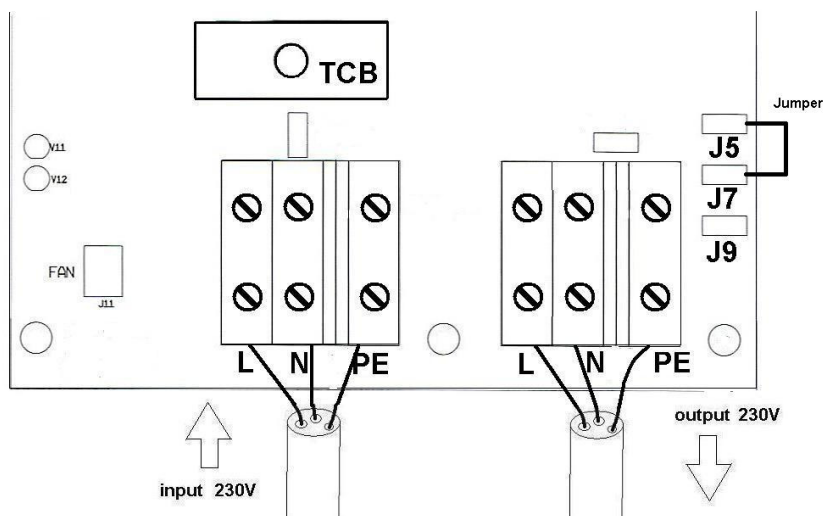 TCB
Jumper
J5
V11
J7
V12
J9
FAN
J11
L N PE
L N PE
output 230V
input 230V